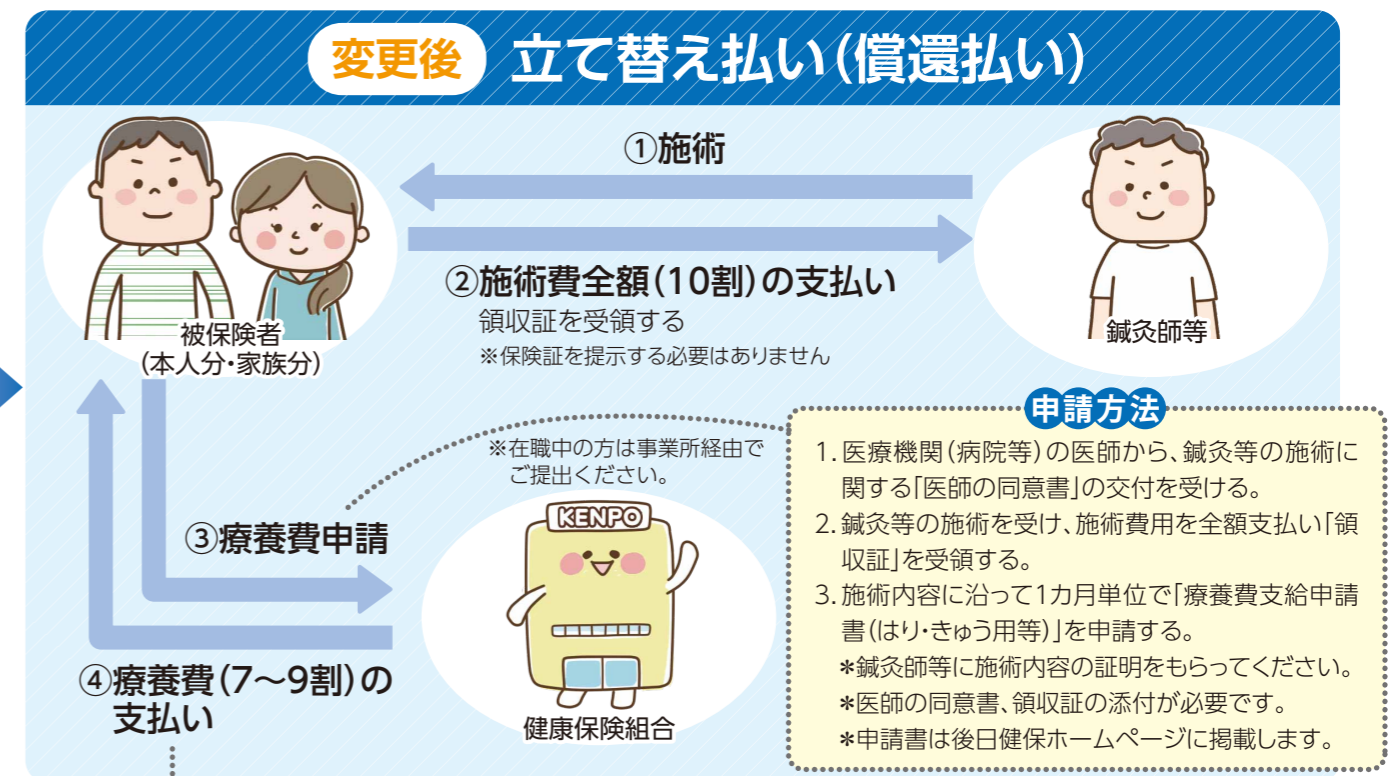 変更後 立て替え払い(償還払い)
①施術
②施術費全額(10割)の支払い
領収証を受領する
※保険証を提示する必要はありません
被保険者
(本人分・家族分)
鍼灸師等
※在職中の方は事業所経由で
ご提出ください。
③療養費申請
KENPO
健康保険組合
④療養費(7〜9割)の
支払い
申請方法
1.医療機関(病院等)の医師から、鍼灸等の施術に
関する「医師の同意書」の交付を受ける。
2.鍼灸等の施術を受け、施術費用を全額支払い「領
収証」を受領する。
3.施術内容に沿って1カ月単位で「療養費支給申請
書(はり・きゅう用等)」を申請する。
*鍼灸師等に施術内容の証明をもらってください。
*医師の同意書、領収証の添付が必要です。
*申請書は後日健保ホームページに掲載します。